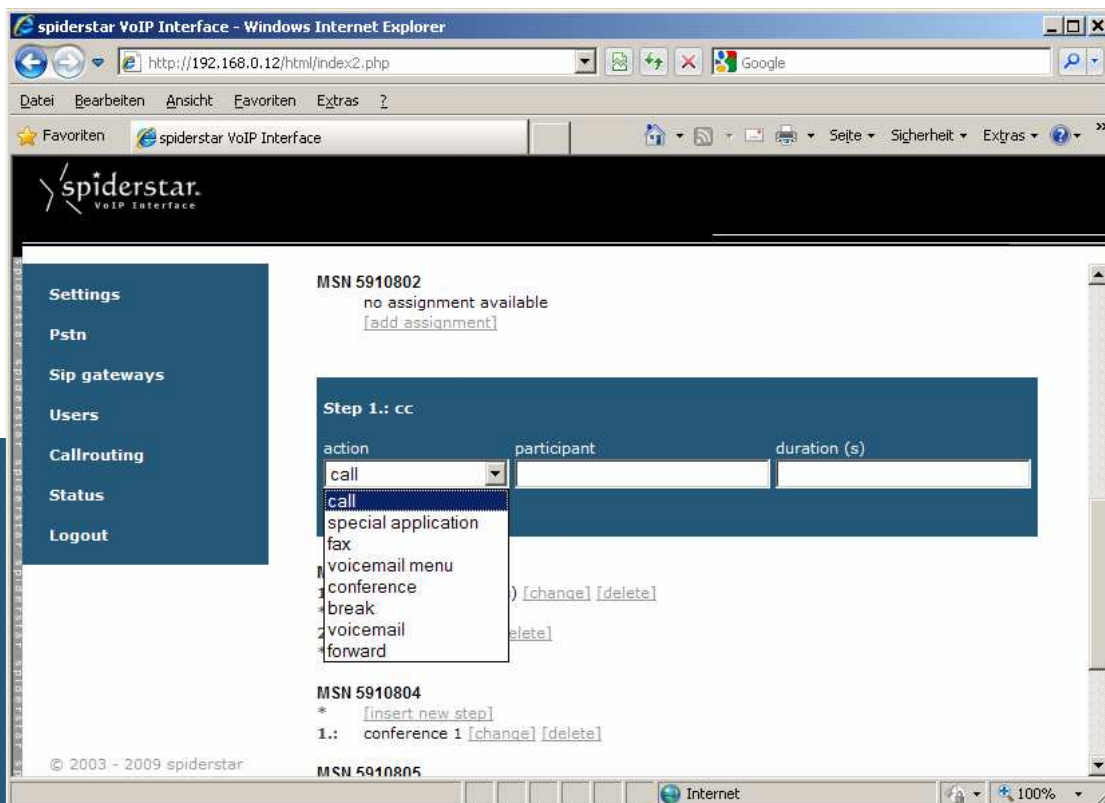 spiderstar VoIP Interface - Windows Internet Explorer
http://192.168.0.12/html/index2.php
Google
Datei Bearbeiten Ansicht Favoriten Extras ?
Favoriten
spiderstar VoIP Interface
Seite
Sicherheit
Extras
»
spiderstar.
VoIP Interface
Settings
Pstn
Sip gateways
Users
Callrouting
Status
Logout
© 2003 - 2009 spiderstar
MSN 5910802
no assignment available
[add assignment]
Step 1.: cc
action participant duration (s)
call
call
special application
fax
voicemail menu
conference
break
voicemail
forward
) [change] [delete]
elete]
MSN 5910804
* [insert new step]
1.: conference 1 [change] [delete]
MSN 5910805
Internet
100%